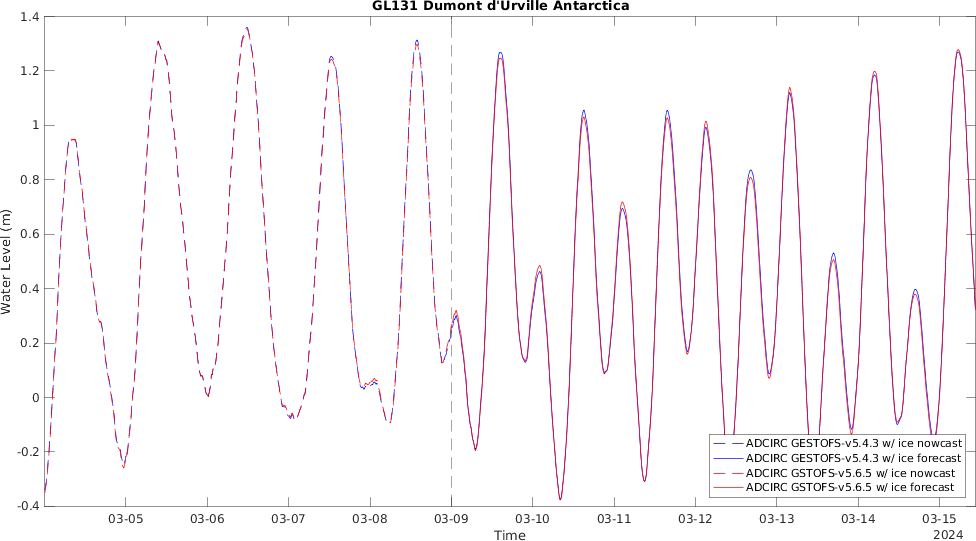 GL131 Dumont d'Urville Antarctica
1.4
1.2
1
0.8
0.6
0.4
0.2
0
-0.2
-0.4
Water Level (m)
ADCIRC GESTOFS-v5.4.3 w/ ice nowcast
ADCIRC GESTOFS-v5.4.3 w/ ice forecast
ADCIRC GSTOFS-v5.6.5 w/ ice nowcast
ADCIRC GSTOFS-v5.6.5 w/ ice forecast
03-05 03-06 03-07 03-08 03-09 03-10 03-11 03-12 03-13 03-14 03-15
Time
2024